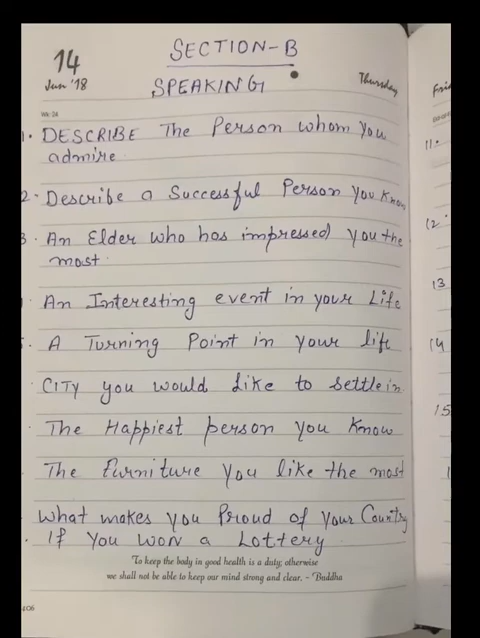 14
Jun '18
SECTION-B
SPEAKING
Thursday
Wk 24
1. DESCRIBE The Person whom You
admire
2. Describe a Successful Person You Know
3. An Elder who has impressed you the
most.
An Interesting event in your Life
. A Turning Point in your life
CITY you would like to settle in
The Happiest person you Know
The Furniture You like the most
What makes you Proud of Your Country
If You won a Lottery
To keep the body in good health is a duty, otherwise
we shall not be able to keep our mind strong and clear. - Buddha
406
Fri
11.
12.
13
14
15